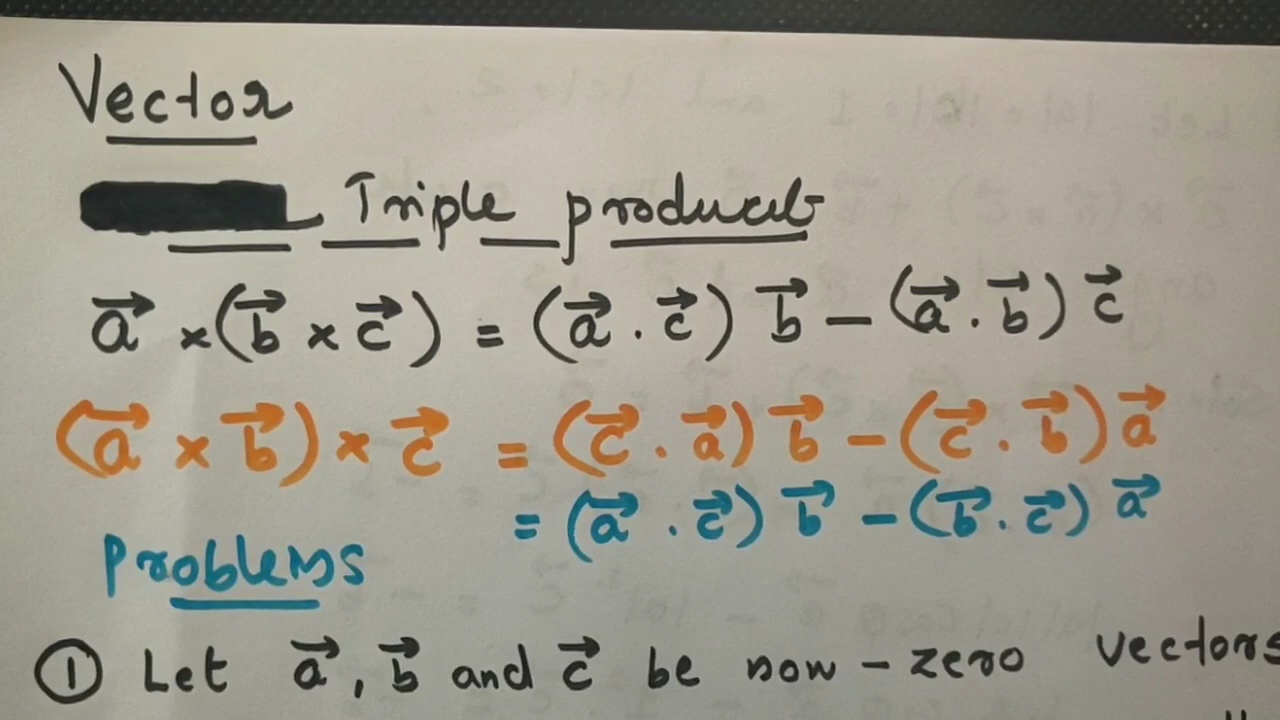 Vector
Triple product
a⃗ × (b⃗ × c⃗) = (a⃗ . c⃗) b⃗ − (a⃗ . b⃗) c⃗
(a⃗ × b⃗) × c⃗ = (c⃗ . a⃗) b⃗ − (c⃗ . b⃗) a⃗
= (a⃗ . c⃗) b⃗ − (b⃗ . c⃗) a⃗
Problems
① Let a⃗, b⃗ and c⃗ be non - zero vectors